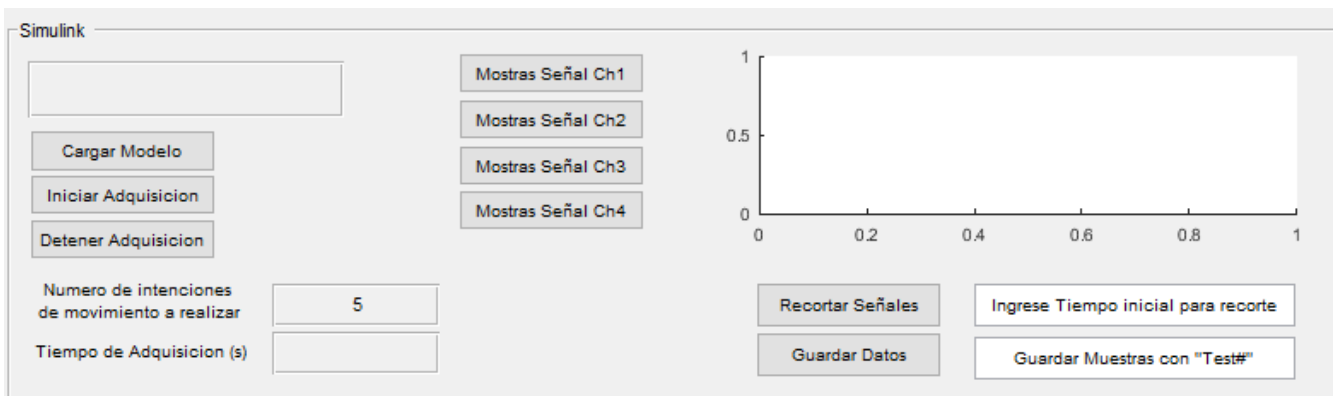 Simulink
Cargar Modelo
Iniciar Adquisicion
Detener Adquisicion
Numero de intenciones
de movimiento a realizar
5
Tiempo de Adquisicion (s)
Mostras Señal Ch1
Mostras Señal Ch2
Mostras Señal Ch3
Mostras Señal Ch4
1
0.5
0
0 0.2 0.4 0.6 0.8 1
Recortar Señales
Ingrese Tiempo inicial para recorte
Guardar Datos
Guardar Muestras con "Test#"